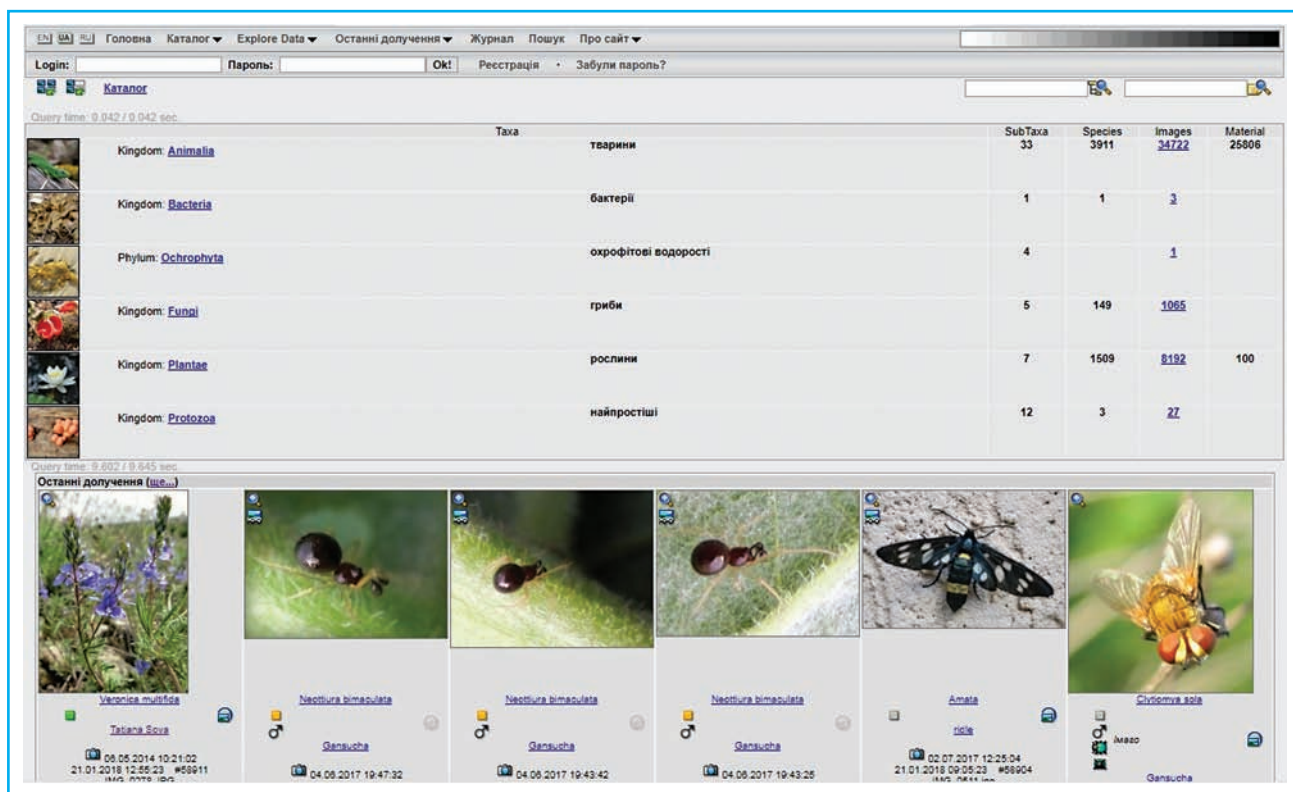 EN UA RU Головна Каталог Explore Data Останні долучення Журнал Пошук Про сайт
Login: Пароль: Ok! Реєстрація · Забули пароль?
Каталог
Query time: 0.042 / 0.042 sec.
Taxa SubTaxa Species Images Material
Kingdom: Animalia тварини 33 3911 34722 25806
Kingdom: Bacteria бактерії 1 1 3
Phylum: Ochrophyta охрофітові водорості 4 1
Kingdom: Fungi гриби 5 149 1065
Kingdom: Plantae рослини 7 1509 8192 100
Kingdom: Protozoa найпростіші 12 3 27
Query time: 9.602 / 9.645 sec.
Останні долучення (ще...)
Veronica multifida Neottiura bimaculata Neottiura bimaculata Neottiura bimaculata Amata Clytiomya sola
Tatiana Sova Gansucha Gansucha Gansucha ridle імаго
Gansucha
06.05.2014 10:21:02 04.06.2017 19:47:32 04.06.2017 19:43:42 04.06.2017 19:43:25 02.07.2017 12:25:04
21.01.2018 12:55:23 #58911 21.01.2018 09:05:23 #58904